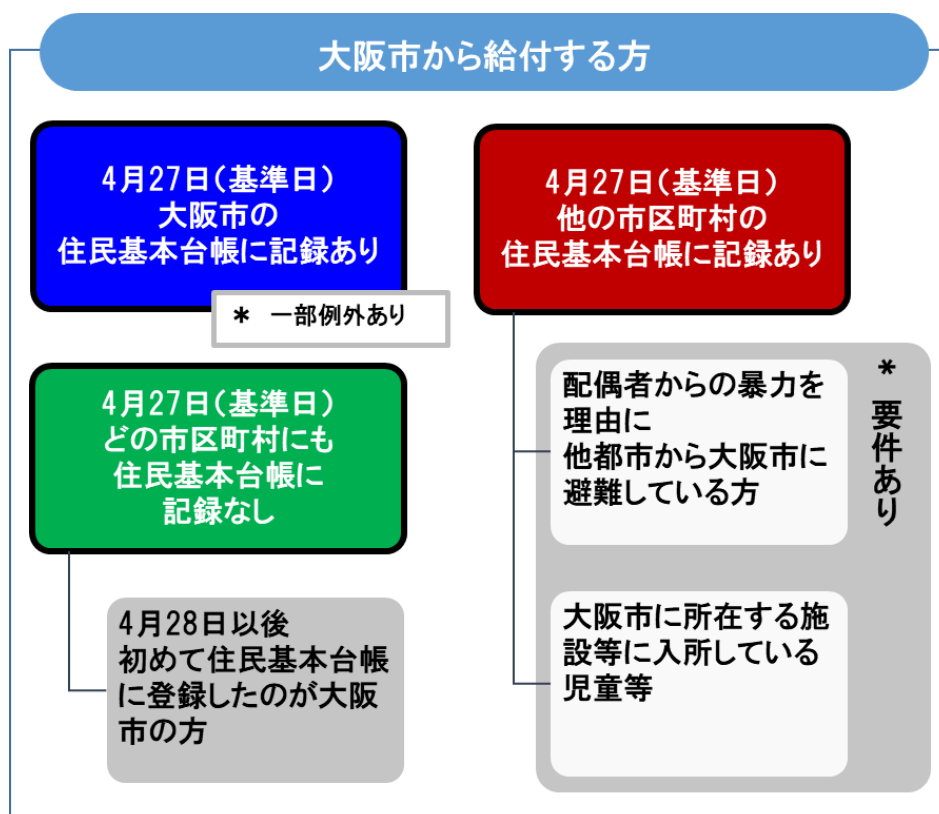 大阪市から給付する方
4月27日(基準日)
大阪市の
住民基本台帳に記録あり
* 一部例外あり
4月27日(基準日)
どの市区町村にも
住民基本台帳に
記録なし
4月28日以後
初めて住民基本台帳
に登録したのが大阪
市の方
4月27日(基準日)
他の市区町村の
住民基本台帳に記録あり
配偶者からの暴力を
理由に
他都市から大阪市に
避難している方
大阪市に所在する施
設等に入所している
児童等
* 要件あり